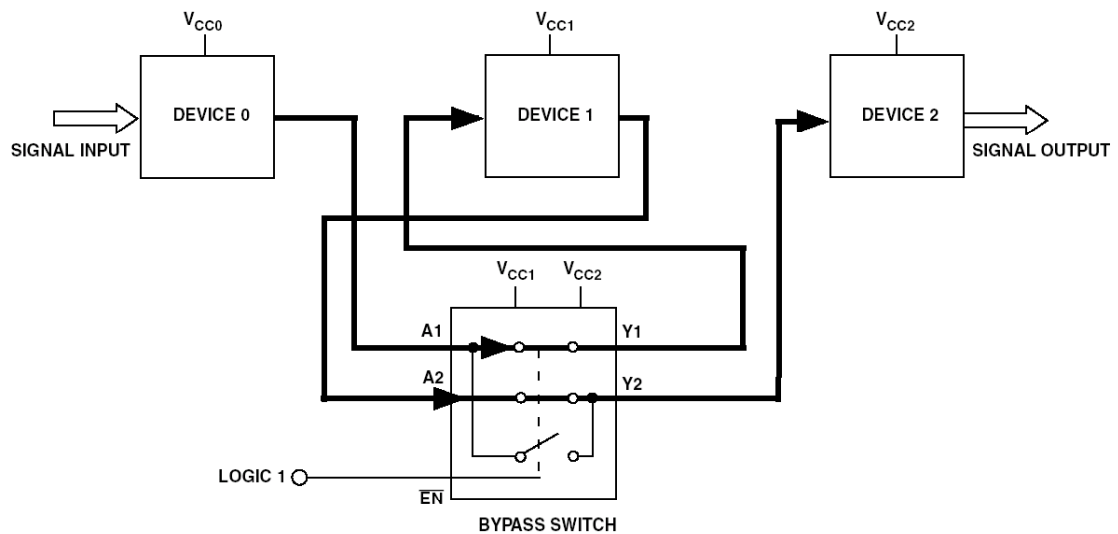 VCC0
VCC1
VCC2
DEVICE 0
DEVICE 1
DEVICE 2
SIGNAL INPUT
SIGNAL OUTPUT
VCC1
VCC2
A1
Y1
A2
Y2
LOGIC 1
EN
BYPASS SWITCH